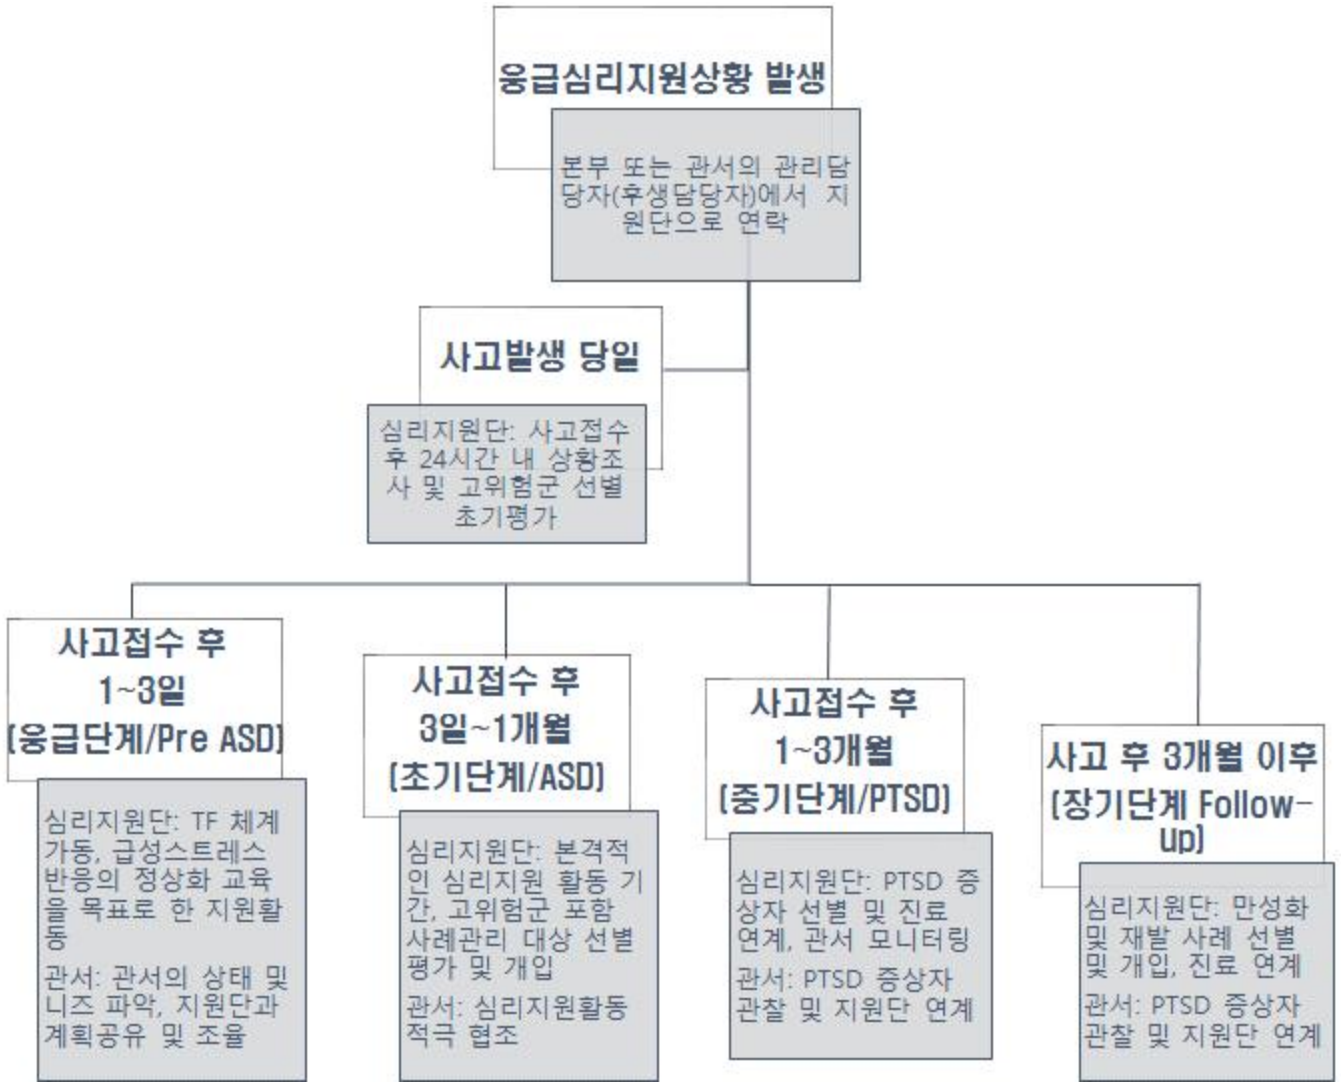 응급심리지원상황 발생
본부 또는 관서의 관리담
당자(후생담당자)에서 지
원단으로 연락
사고발생 당일
심리지원단: 사고접수
후 24시간 내 상황조
사 및 고위험군 선별
초기평가
사고접수 후
1~3일
(응급단계/Pre ASD)
심리지원단: TF 체계
가동, 급성스트레스
반응의 정상화 교육
을 목표로 한 지원활
동
관서: 관서의 상태 및
니즈 파악, 지원단과
계획공유 및 조율
사고접수 후
3일~1개월
(초기단계/ASD)
심리지원단: 본격적
인 심리지원 활동 기
간, 고위험군 포함
사례관리 대상 선별
평가 및 개입
관서: 심리지원활동
적극 협조
사고접수 후
1~3개월
(중기단계/PTSD)
심리지원단: PTSD 증
상자 선별 및 진료
연계, 관서 모니터링
관서: PTSD 증상자
관찰 및 지원단 연계
사고 후 3개월 이후
(장기단계 Follow-
up)
심리지원단: 만성화
및 재발 사례 선별
및 개입, 진료 연계
관서: PTSD 증상자
관찰 및 지원단 연계